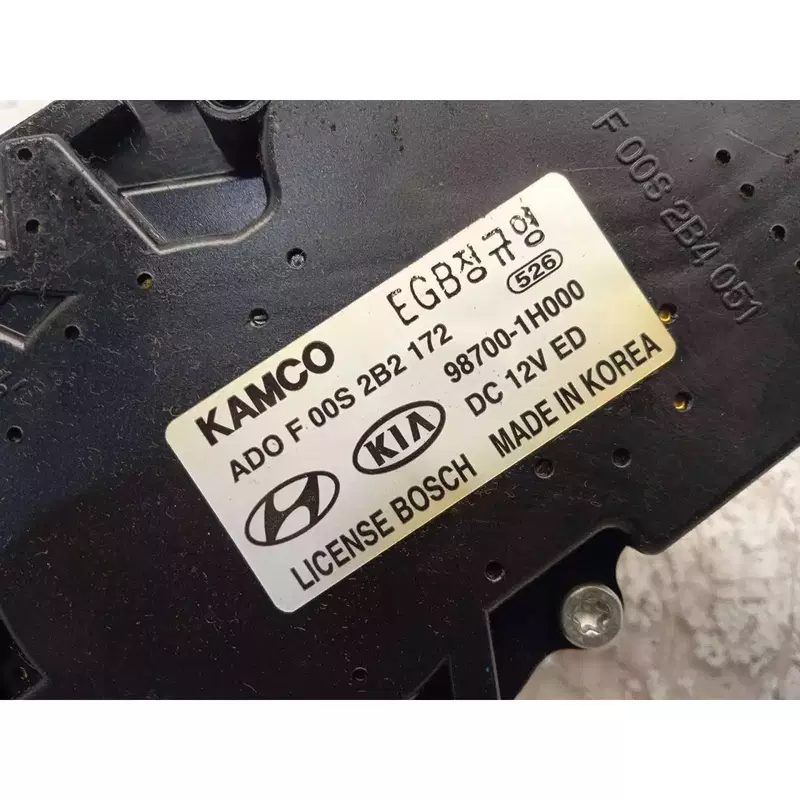 EGB정규영
526
KAMCO
ADO F 00S 2B2 172
98700-1H000
KIA
DC 12V ED
LICENSE BOSCH MADE IN KOREA
F 00S 2B4 051